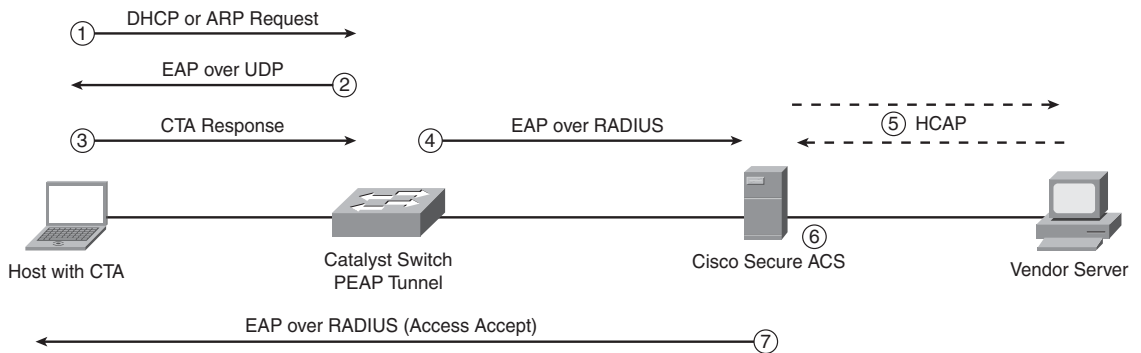 ① DHCP or ARP Request
EAP over UDP ②
③ CTA Response
④ EAP over RADIUS
⑤ HCAP
⑥
Host with CTA
Catalyst Switch
PEAP Tunnel
Cisco Secure ACS
Vendor Server
EAP over RADIUS (Access Accept)
⑦